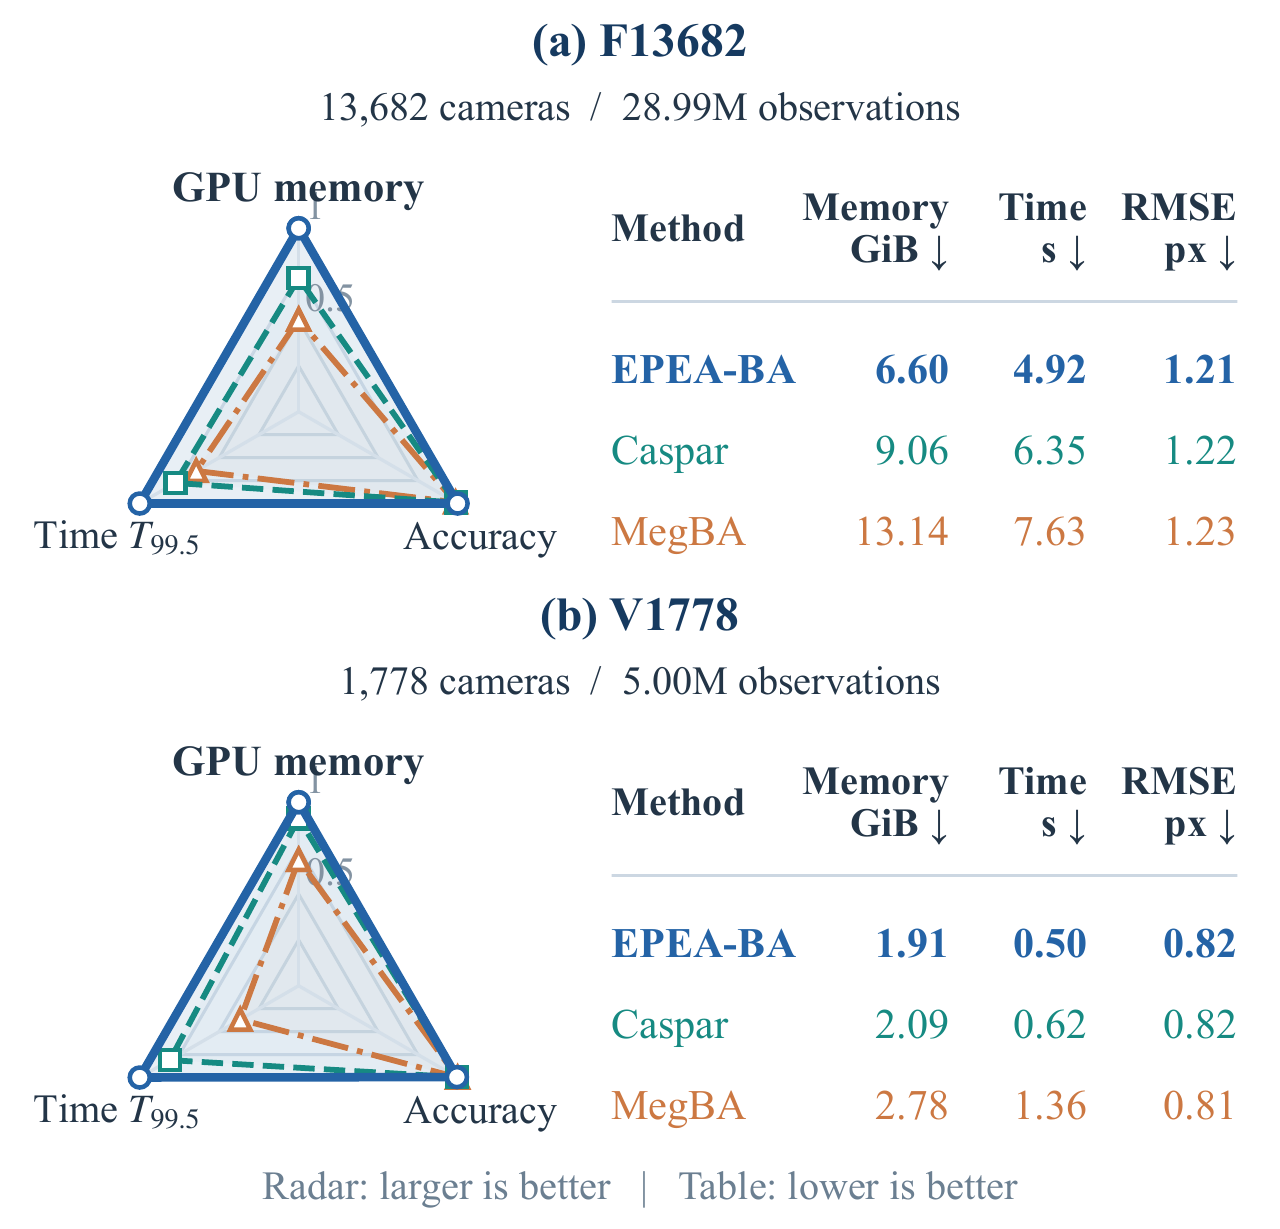 (a) F13682
13,682 cameras / 28.99M observations
GPU memory
1
0.5
Time T99.5
Accuracy
Method Memory GiB ↓ Time s ↓ RMSE px ↓
EPEA-BA 6.60 4.92 1.21
Caspar 9.06 6.35 1.22
MegBA 13.14 7.63 1.23
(b) V1778
1,778 cameras / 5.00M observations
GPU memory
1
0.5
Time T99.5
Accuracy
Method Memory GiB ↓ Time s ↓ RMSE px ↓
EPEA-BA 1.91 0.50 0.82
Caspar 2.09 0.62 0.82
MegBA 2.78 1.36 0.81
Radar: larger is better | Table: lower is better